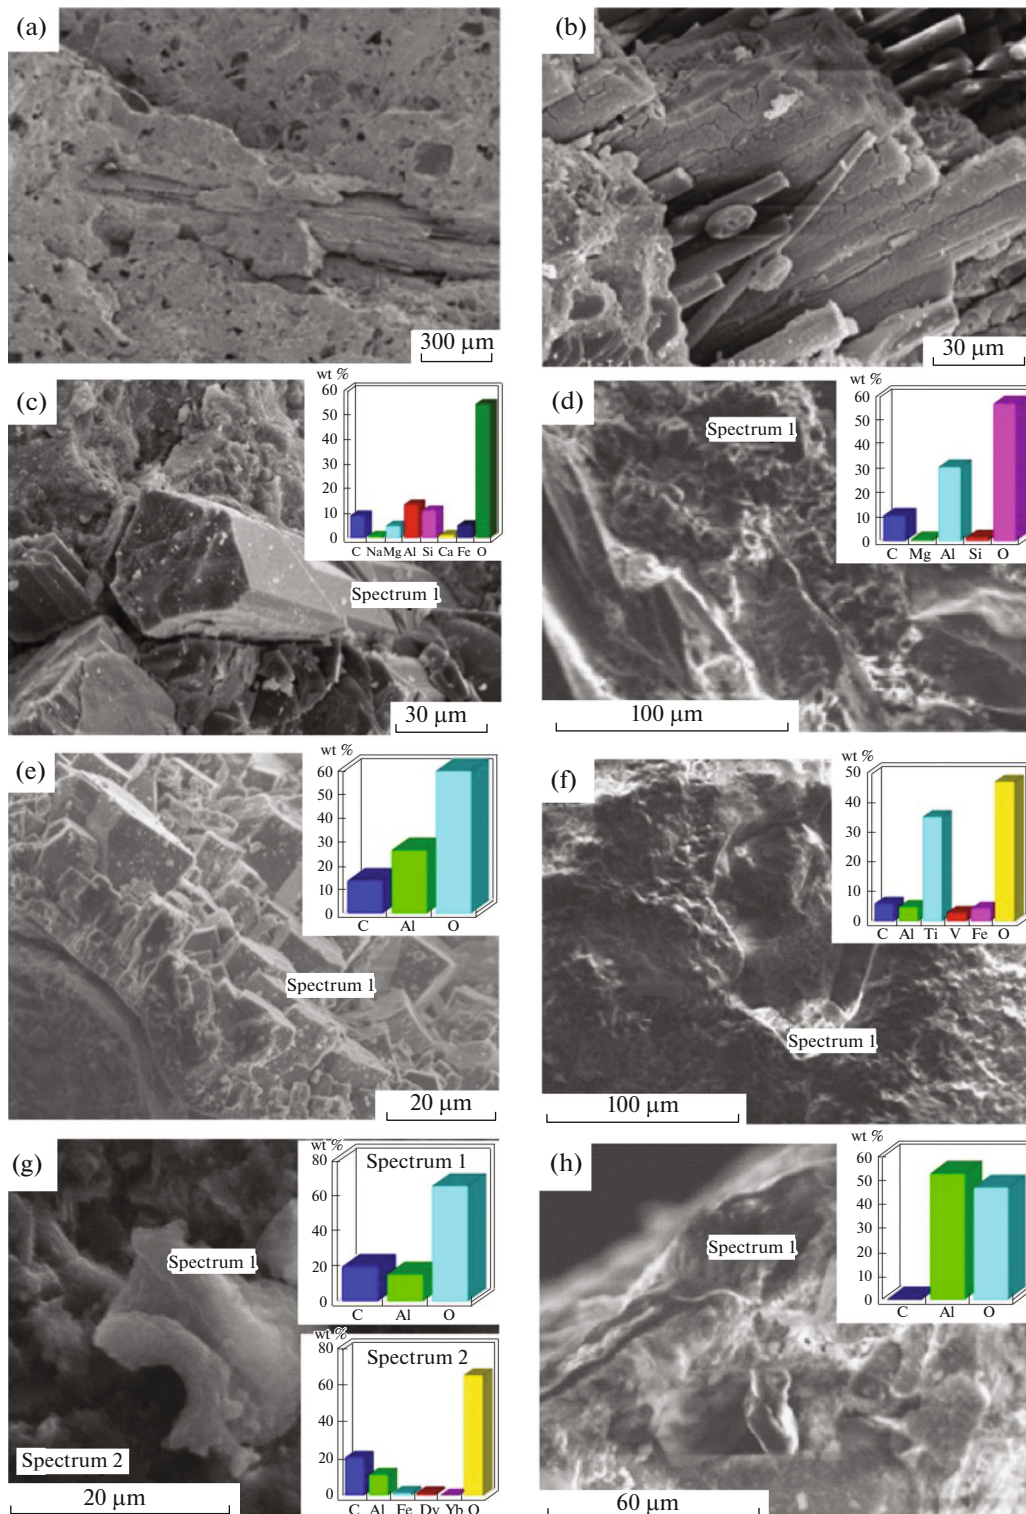 (a)
300 µm
(b)
30 µm
(c)
wt %
60
50
40
30
20
10
0
C Na Mg Al Si Ca Fe O
Spectrum 1
30 µm
(d)
Spectrum 1
wt %
60
50
40
30
20
10
0
C Mg Al Si O
100 µm
(e)
wt %
60
50
40
30
20
10
0
C Al O
Spectrum 1
20 µm
(f)
wt %
50
40
30
20
10
0
C Al Ti V Fe O
Spectrum 1
100 µm
(g)
Spectrum 1
wt %
80
60
40
20
0
Spectrum 1
C Al O
wt %
80
60
40
20
0
Spectrum 2
C Al Fe Dy Yb O
Spectrum 2
20 µm
(h)
Spectrum 1
wt %
60
50
40
30
20
10
0
C Al O
60 µm